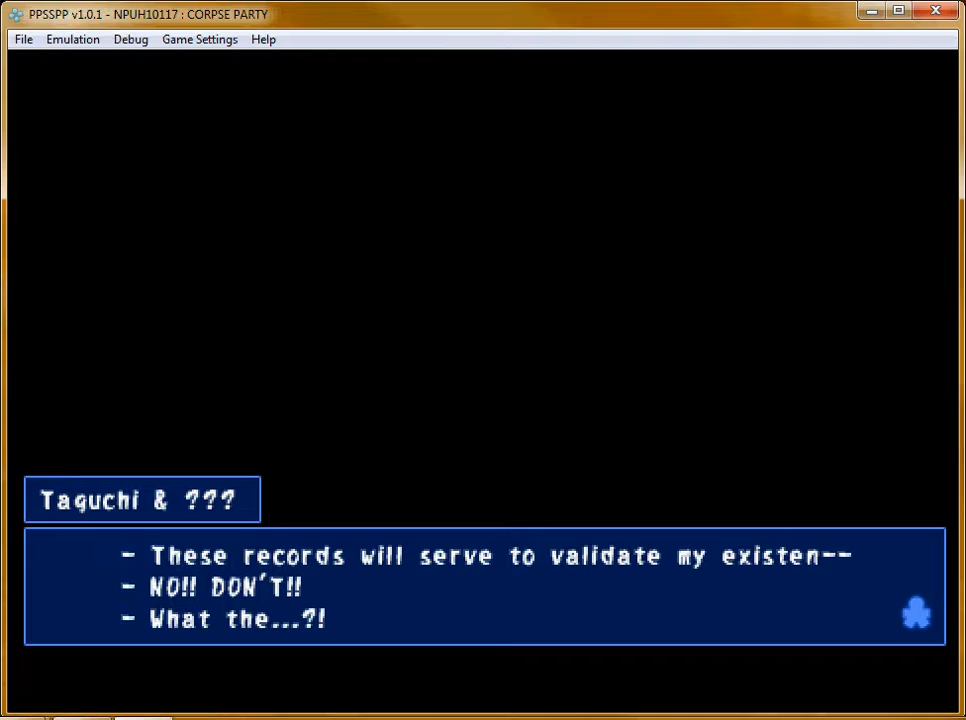 PPSSPP v1.0.1 - NPUH10117 : CORPSE PARTY
File Emulation Debug Game Settings Help
Taguchi & ???
- These records will serve to validate my existen--
- NO!! DON'T!!
- What the...?!